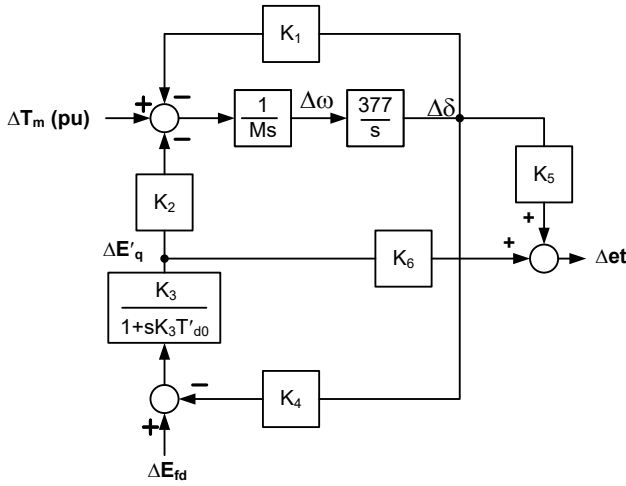 K₁
+ −
ΔTₘ (pu)
−
1
Ms
Δω
377
s
Δδ
K₅
K₂
+
ΔE′q
K₆
+
Δet
K₃
1+sK₃T′d0
−
K₄
+
ΔEfd